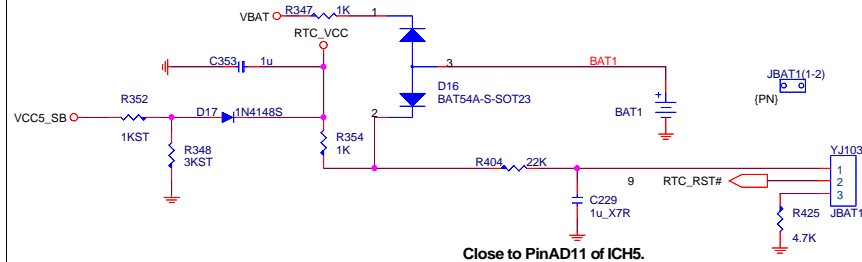 VBAT R347 1K 1
RTC_VCC
C353 1u
3 BAT1
JBAT1(1-2)
{PN}
D16
BAT54A-S-SOT23
R352
D17 1N4148S
2
BAT1
VCC5_SB
1KST
R348
3KST
R354
1K
YJ103
R404 22K
1
9 RTC_RST# 2
3
C229
1u_X7R
R425
JBAT1
4.7K
Close to PinAD11 of ICH5.